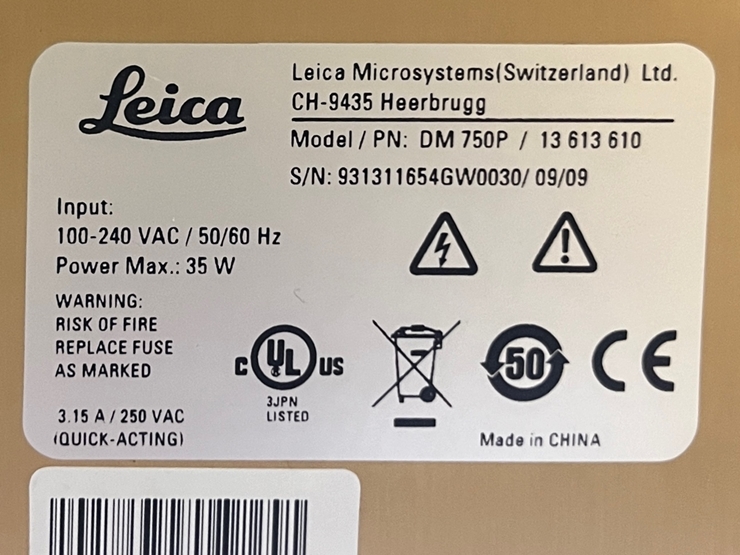 Leica
Leica Microsystems(Switzerland) Ltd.
CH-9435 Heerbrugg
Model / PN: DM 750P / 13 613 610
S/N: 931311654GW0030/ 09/09
Input:
100-240 VAC / 50/60 Hz
Power Max.: 35 W
WARNING:
RISK OF FIRE
REPLACE FUSE
AS MARKED
3.15 A / 250 VAC
(QUICK-ACTING)
C UL US
3JPN
LISTED
50
CE
Made in CHINA